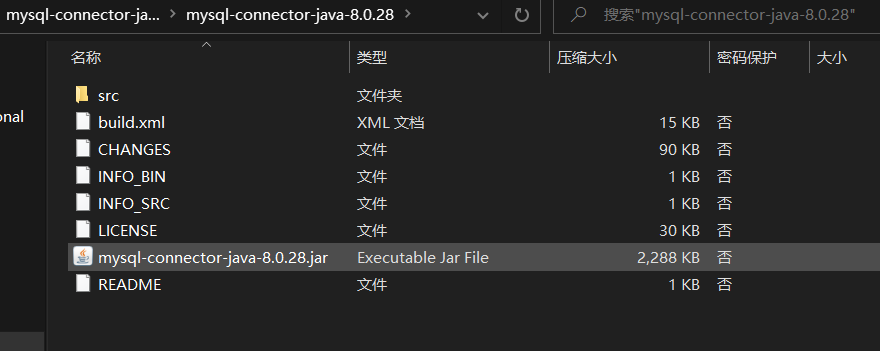 mysql-connector-ja... > mysql-connector-java-8.0.28 > 搜索"mysql-connector-java-8.0.28"
名称 类型 压缩大小 密码保护 大小
src 文件夹
onal
build.xml XML 文档 15 KB 否
CHANGES 文件 90 KB 否
INFO_BIN 文件 1 KB 否
INFO_SRC 文件 1 KB 否
LICENSE 文件 30 KB 否
mysql-connector-java-8.0.28.jar Executable Jar File 2,288 KB 否
README 文件 1 KB 否